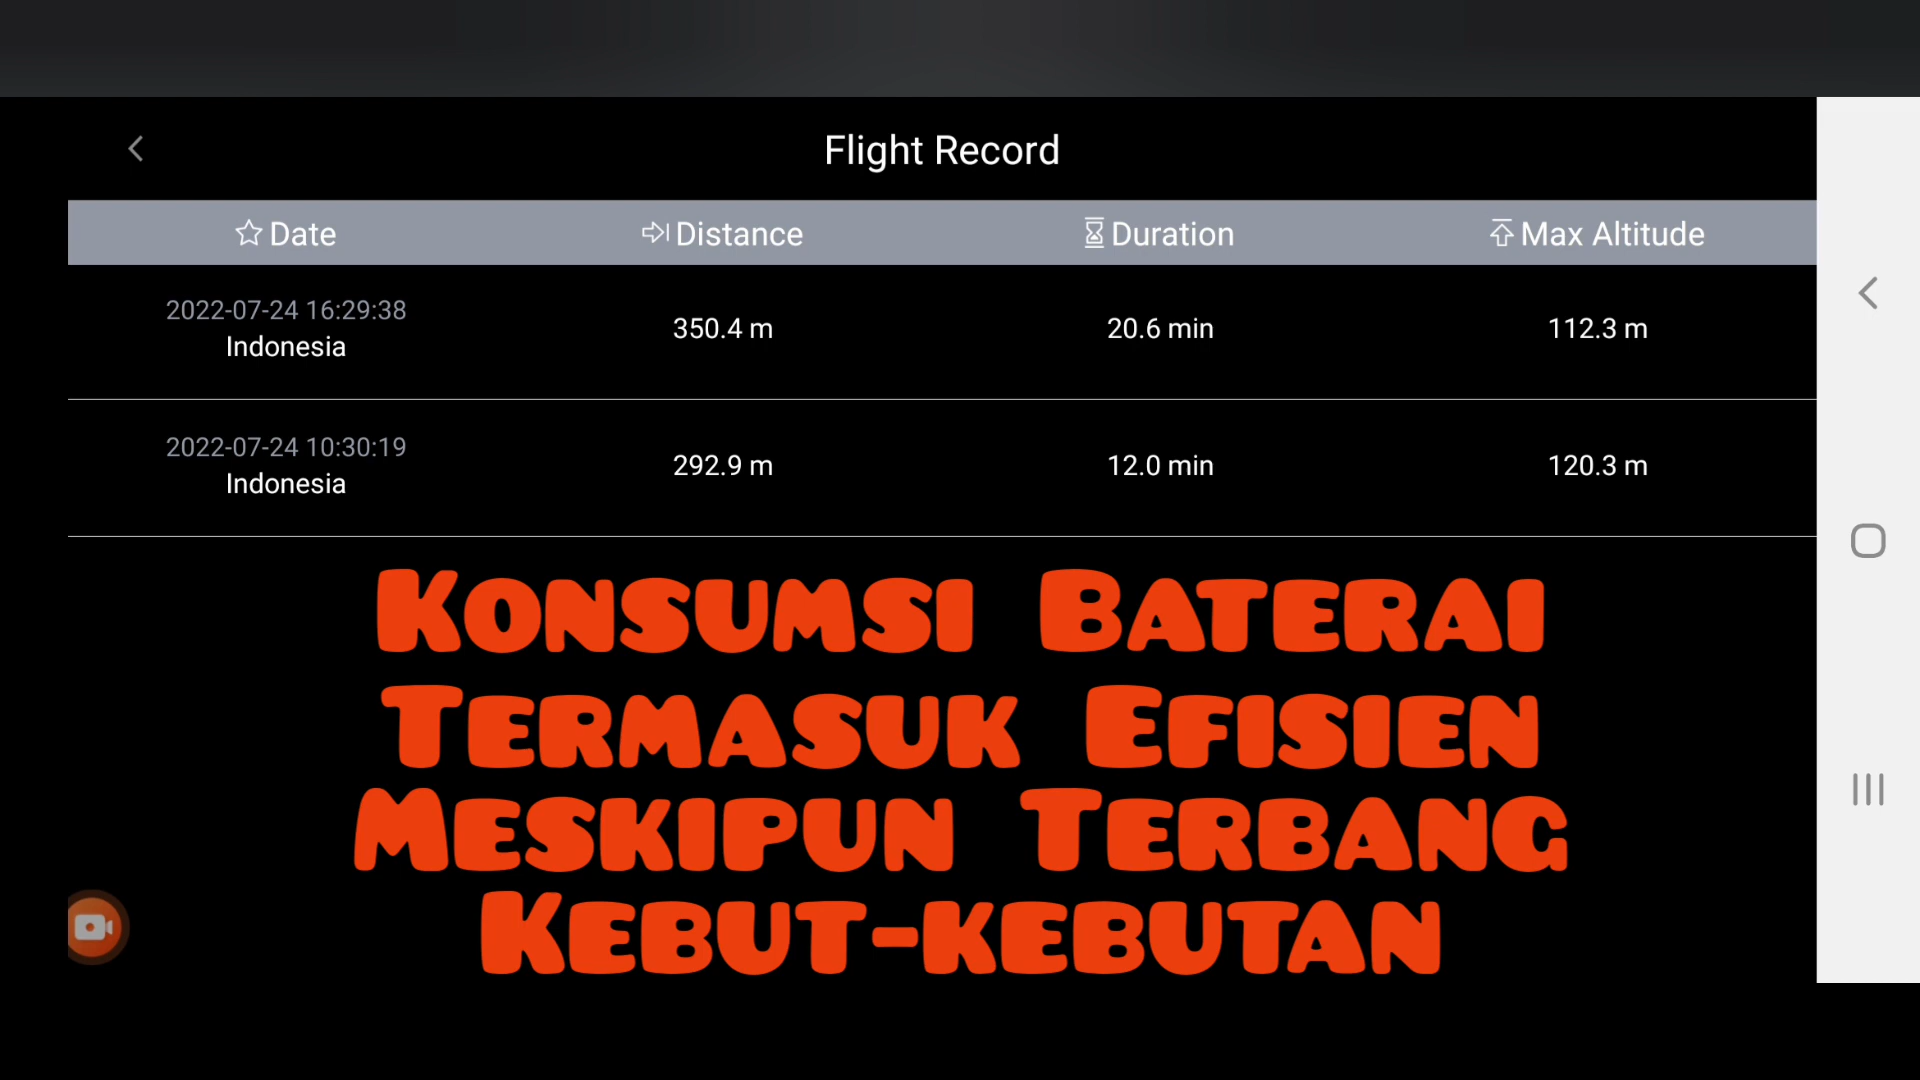 Flight Record
Date Distance Duration Max Altitude
2022-07-24 16:29:38
Indonesia
350.4 m 20.6 min 112.3 m
2022-07-24 10:30:19
Indonesia
292.9 m 12.0 min 120.3 m
KONSUMSI BATERAI
TERMASUK EFISIEN
MESKIPUN TERBANG
KEBUT-KEBUTAN